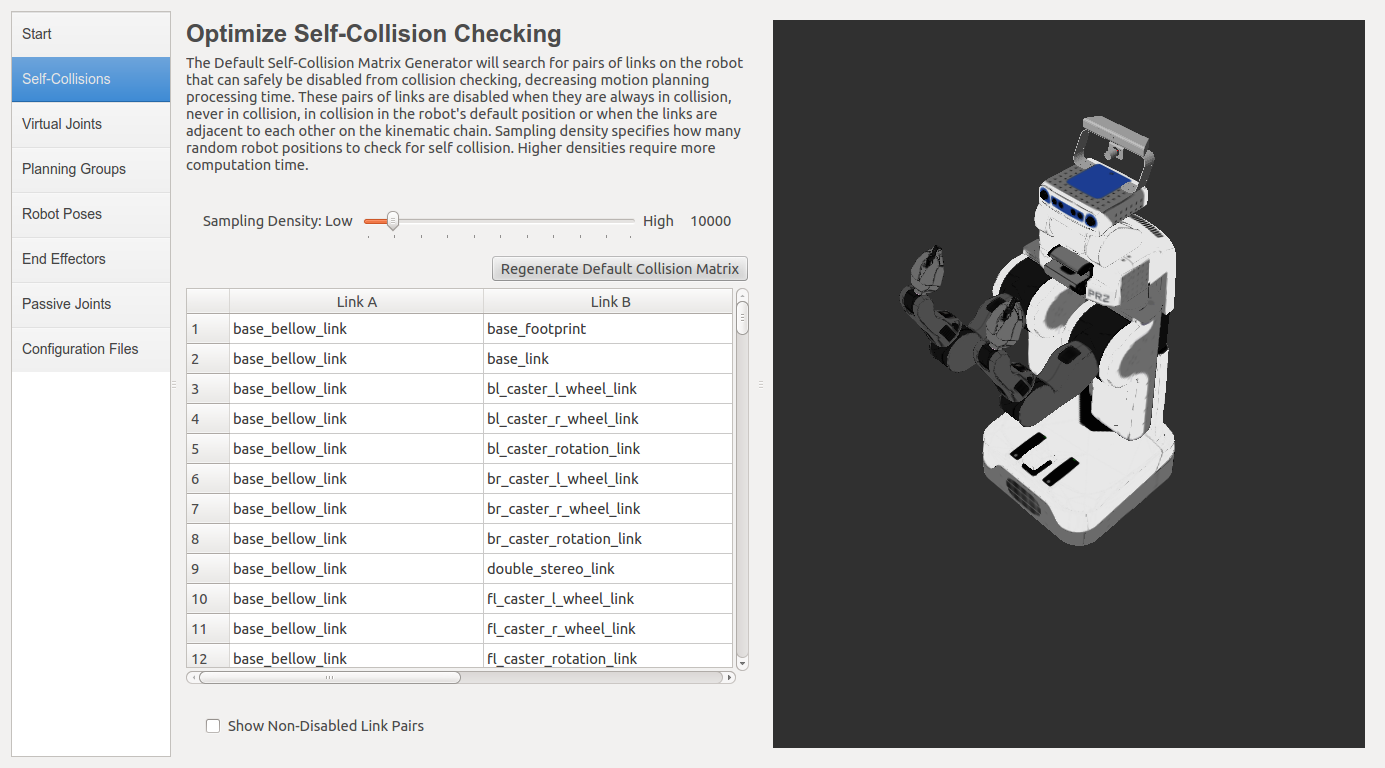 Start
Self-Collisions
Virtual Joints
Planning Groups
Robot Poses
End Effectors
Passive Joints
Configuration Files
Optimize Self-Collision Checking
The Default Self-Collision Matrix Generator will search for pairs of links on the robot
that can safely be disabled from collision checking, decreasing motion planning
processing time. These pairs of links are disabled when they are always in collision,
never in collision, in collision in the robot's default position or when the links are
adjacent to each other on the kinematic chain. Sampling density specifies how many
random robot positions to check for self collision. Higher densities require more
computation time.
Sampling Density: Low High 10000
Regenerate Default Collision Matrix
Link A Link B
1 base_bellow_link base_footprint
2 base_bellow_link base_link
3 base_bellow_link bl_caster_l_wheel_link
4 base_bellow_link bl_caster_r_wheel_link
5 base_bellow_link bl_caster_rotation_link
6 base_bellow_link br_caster_l_wheel_link
7 base_bellow_link br_caster_r_wheel_link
8 base_bellow_link br_caster_rotation_link
9 base_bellow_link double_stereo_link
10 base_bellow_link fl_caster_l_wheel_link
11 base_bellow_link fl_caster_r_wheel_link
12 base_bellow_link fl_caster_rotation_link
Show Non-Disabled Link Pairs
PR2